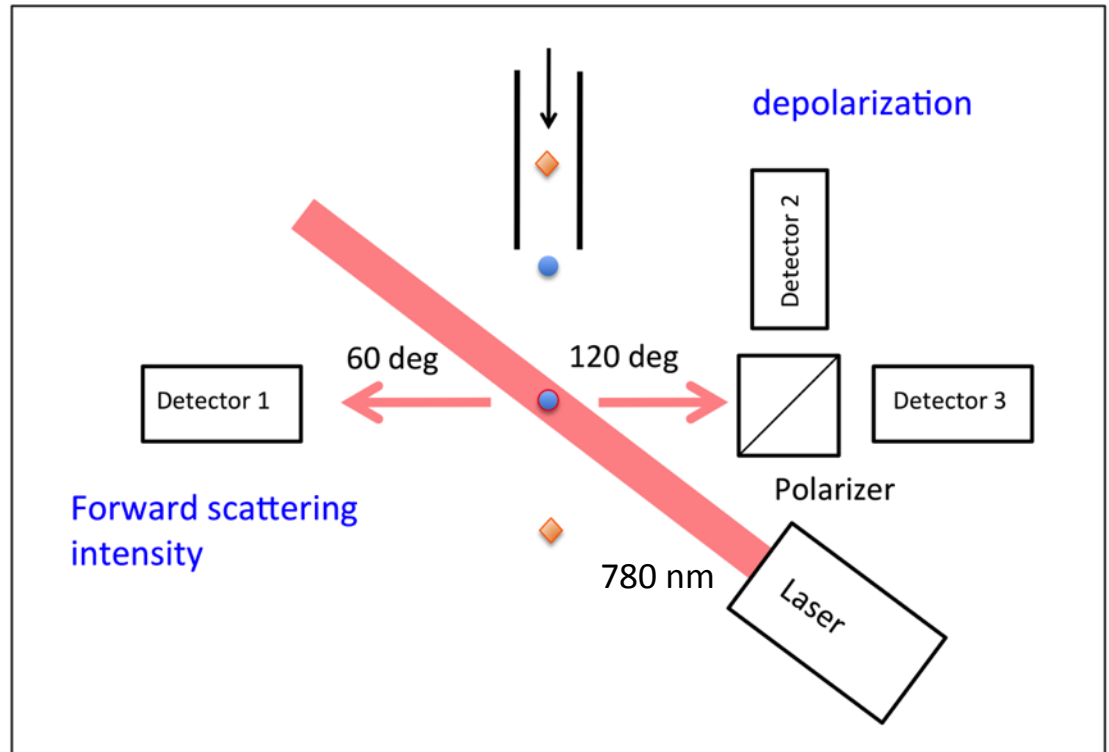 depolarization
Detector 2
60 deg
120 deg
Detector 1
Detector 3
Polarizer
Forward scattering
intensity
780 nm
Laser